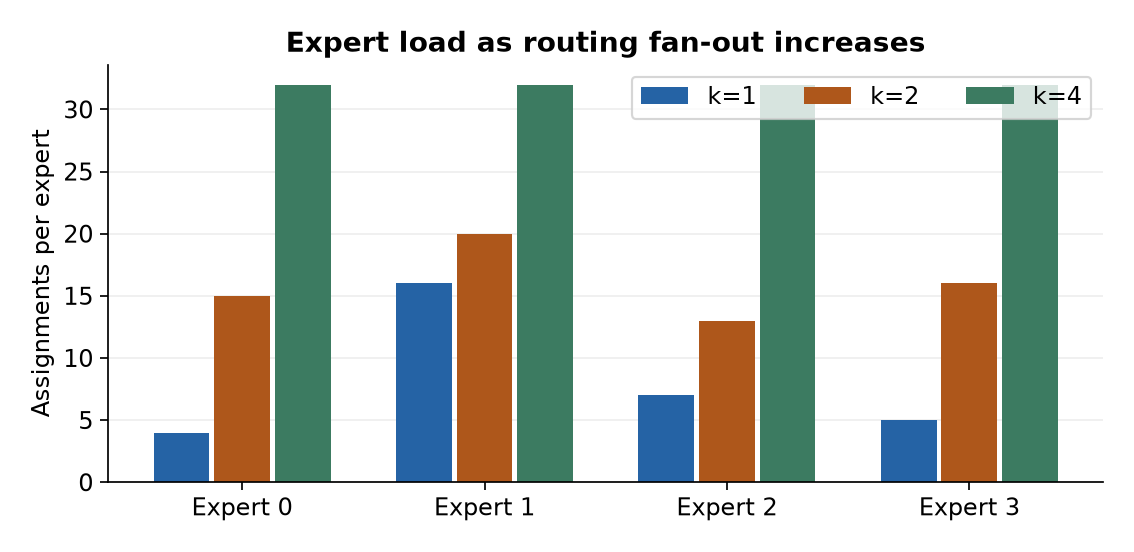 Expert load as routing fan-out increases
k=1 k=2 k=4
Assignments per expert
30
25
20
15
10
5
0
Expert 0 Expert 1 Expert 2 Expert 3